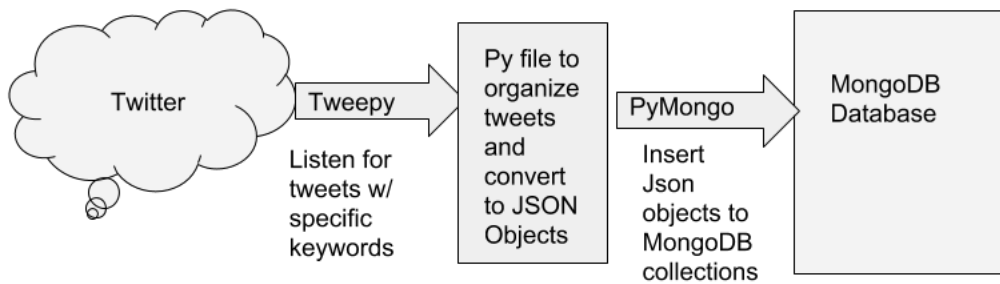 Twitter
Tweepy
Listen for
tweets w/
specific
keywords
Py file to
organize
tweets
and
convert
to JSON
Objects
PyMongo
Insert
Json
objects to
MongoDB
collections
MongoDB
Database